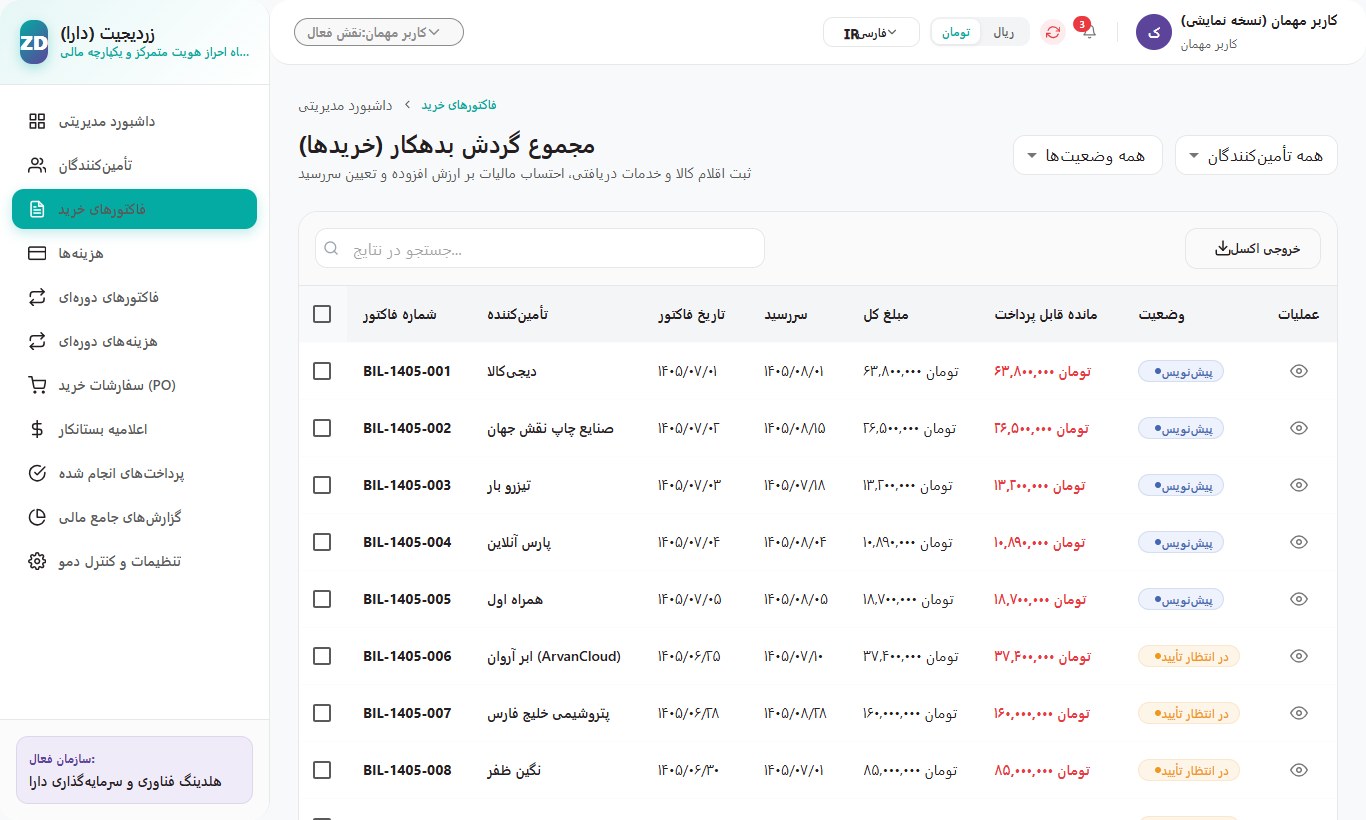 زردیجیت (دارا)
ZD
...اه احراز هویت متمرکز و یکپارچه مالی
داشبورد مدیریتی
تأمین‌کنندگان
فاکتورهای خرید
هزینه‌ها
فاکتورهای دوره‌ای
هزینه‌های دوره‌ای
سفارشات خرید (PO)
اعلامیه بستانکار
پرداخت‌های انجام شده
گزارش‌های جامع مالی
تنظیمات و کنترل دمو
سازمان فعال:
هلدینگ فناوری و سرمایه‌گذاری دارا
کاربر مهمان:نقش فعال
IR فارسی
تومان ریال
3
ک
کاربر مهمان (نسخه نمایشی)
کاربر مهمان
داشبورد مدیریتی > فاکتورهای خرید
مجموع گردش بدهکار (خریدها)
ثبت اقلام کالا و خدمات دریافتی، احتساب مالیات بر ارزش افزوده و تعیین سررسید
همه وضعیت‌ها
همه تأمین‌کنندگان
جستجو در نتایج...
خروجی اکسل
شماره فاکتور تأمین‌کننده تاریخ فاکتور سررسید مبلغ کل مانده قابل پرداخت وضعیت عملیات
BIL-1405-001 دیجی‌کالا ۱۴۰۵/۰۷/۰۱ ۱۴۰۵/۰۸/۰۱ ۶۳,۸۰۰,۰۰۰ تومان ۶۳,۸۰۰,۰۰۰ تومان پیش‌نویس
BIL-1405-002 صنایع چاپ نقش جهان ۱۴۰۵/۰۷/۰۲ ۱۴۰۵/۰۸/۱۵ ۲۶,۵۰۰,۰۰۰ تومان ۲۶,۵۰۰,۰۰۰ تومان پیش‌نویس
BIL-1405-003 تیزرو بار ۱۴۰۵/۰۷/۰۳ ۱۴۰۵/۰۷/۱۸ ۱۳,۲۰۰,۰۰۰ تومان ۱۳,۲۰۰,۰۰۰ تومان پیش‌نویس
BIL-1405-004 پارس آنلاین ۱۴۰۵/۰۷/۰۴ ۱۴۰۵/۰۸/۰۴ ۱۰,۸۹۰,۰۰۰ تومان ۱۰,۸۹۰,۰۰۰ تومان پیش‌نویس
BIL-1405-005 همراه اول ۱۴۰۵/۰۷/۰۵ ۱۴۰۵/۰۸/۰۵ ۱۸,۷۰۰,۰۰۰ تومان ۱۸,۷۰۰,۰۰۰ تومان پیش‌نویس
BIL-1405-006 ابر آروان (ArvanCloud) ۱۴۰۵/۰۶/۲۵ ۱۴۰۵/۰۷/۱۰ ۳۷,۴۰۰,۰۰۰ تومان ۳۷,۴۰۰,۰۰۰ تومان در انتظار تأیید
BIL-1405-007 پتروشیمی خلیج فارس ۱۴۰۵/۰۶/۲۸ ۱۴۰۵/۰۸/۲۸ ۱۶۰,۰۰۰,۰۰۰ تومان ۱۶۰,۰۰۰,۰۰۰ تومان در انتظار تأیید
BIL-1405-008 نگین ظفر ۱۴۰۵/۰۶/۳۰ ۱۴۰۵/۰۷/۰۱ ۸۵,۰۰۰,۰۰۰ تومان ۸۵,۰۰۰,۰۰۰ تومان در انتظار تأیید